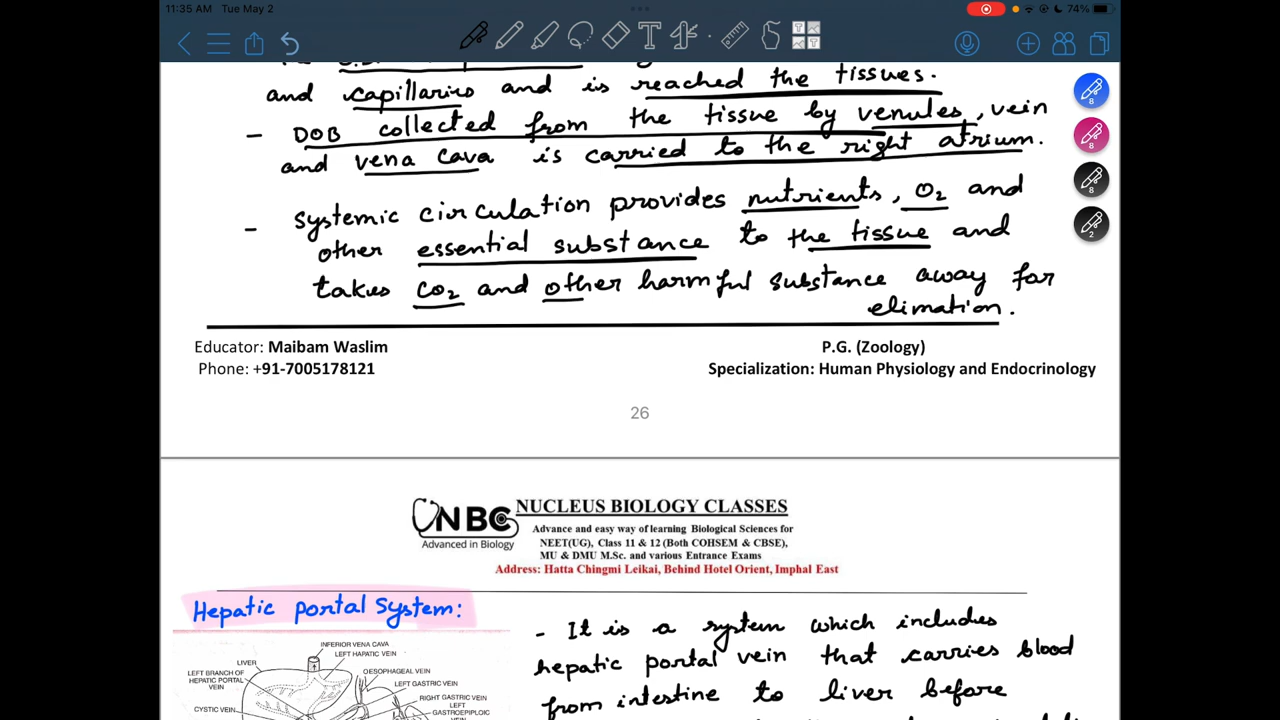 11:35 AM Tue May 2
74%
and capillaries and is reached the tissues.
- DOB collected from the tissue by venules, vein
and vena cava is carried to the right atrium.
- Systemic circulation provides nutrients, O2 and
other essential substance to the tissue and
takes CO2 and other harmful substance away for
elimation.
Educator: Maibam Waslim
P.G. (Zoology)
Phone: +91-7005178121
Specialization: Human Physiology and Endocrinology
26
NBC
Advanced in Biology
NUCLEUS BIOLOGY CLASSES
Advance and easy way of learning Biological Sciences for
NEET(UG), Class 11 & 12 (Both COHSEM & CBSE),
MU & DMU M.Sc. and various Entrance Exams
Address: Hatta Chingmi Leikai, Behind Hotel Orient, Imphal East
Hepatic portal System:
- It is a system which includes
hepatic portal vein that carries blood
from intestine to liver before
INFERIOR VENA CAVA
LEFT HAPATIC VEIN
LIVER
OESOPHAGEAL VEIN
LEFT BRANCH OF
HEPATIC PORTAL
VEIN
LEFT GASTRIC VEIN
RIGHT GASTRIC VEIN
LEFT
GASTROEPIPLOIC
CYSTIC VEIN
8
8
8
2